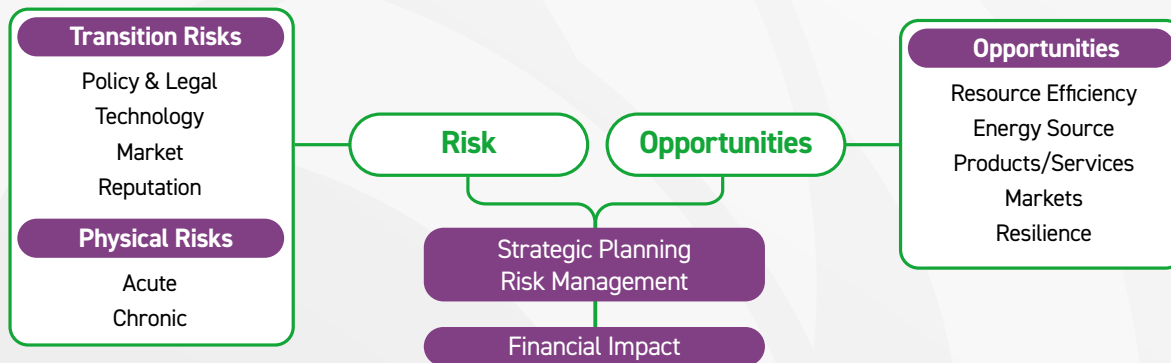 Transition Risks
Policy & Legal
Technology
Market
Reputation
Physical Risks
Acute
Chronic
Risk
Opportunities
Strategic Planning
Risk Management
Financial Impact
Opportunities
Resource Efficiency
Energy Source
Products/Services
Markets
Resilience